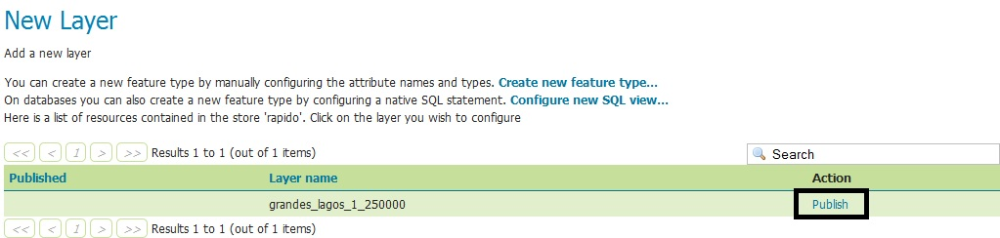 New Layer
Add a new layer
You can create a new feature type by manually configuring the attribute names and types. Create new feature type...
On databases you can also create a new feature type by configuring a native SQL statement. Configure new SQL view...
Here is a list of resources contained in the store 'rapido'. Click on the layer you wish to configure
<< < 1 > >> Results 1 to 1 (out of 1 items) Search
Published Layer name Action
grandes_lagos_1_250000 Publish
<< < 1 > >> Results 1 to 1 (out of 1 items)